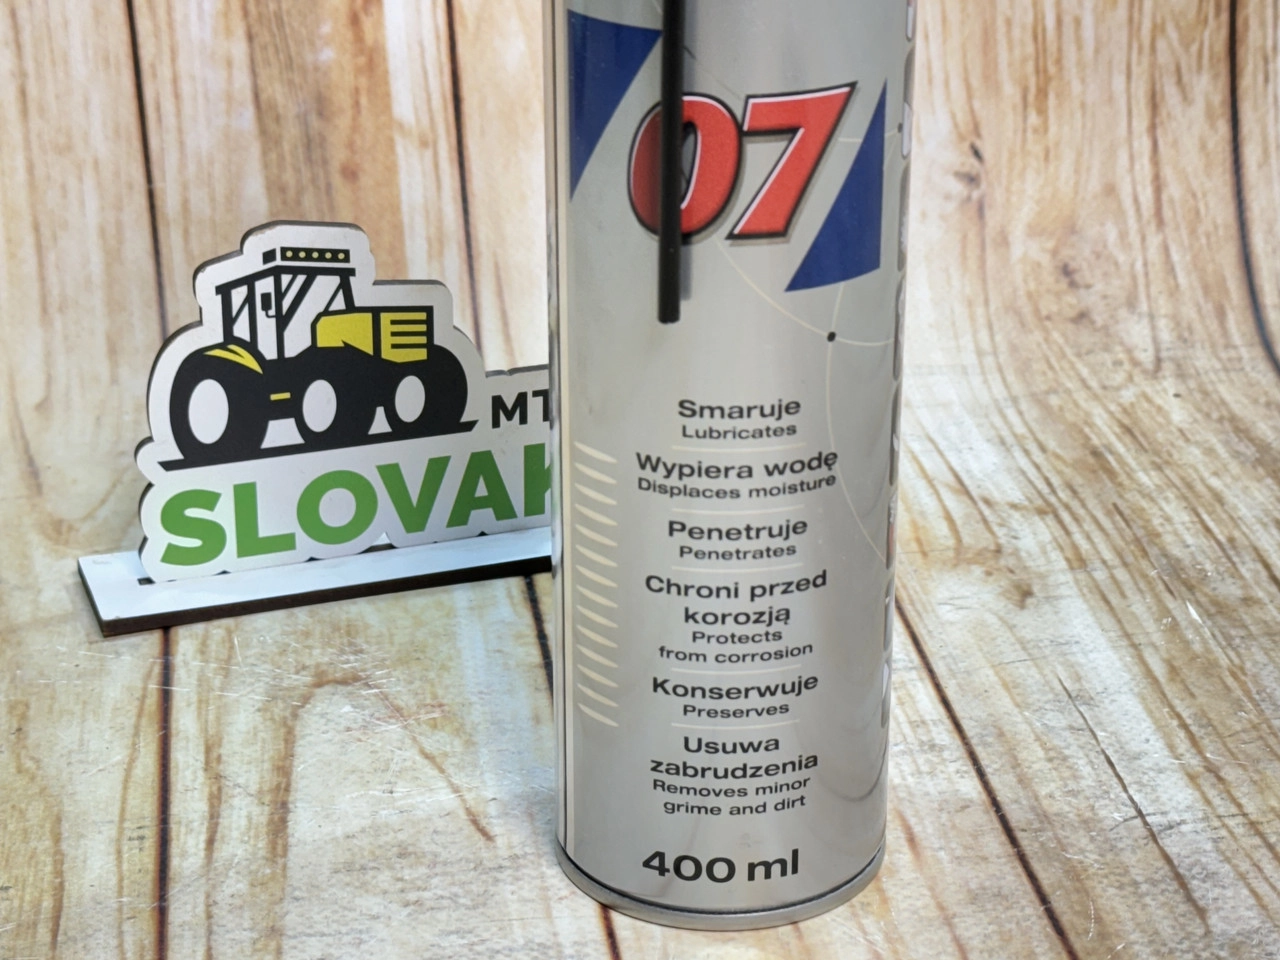 07
Smaruje
Lubricates
Wypiera wodę
Displaces moisture
Penetruje
Penetrates
Chroni przed
korozją
Protects
from corrosion
Konserwuje
Preserves
Usuwa
zabrudzenia
Removes minor
grime and dirt
400 ml
MT
SLOVAK